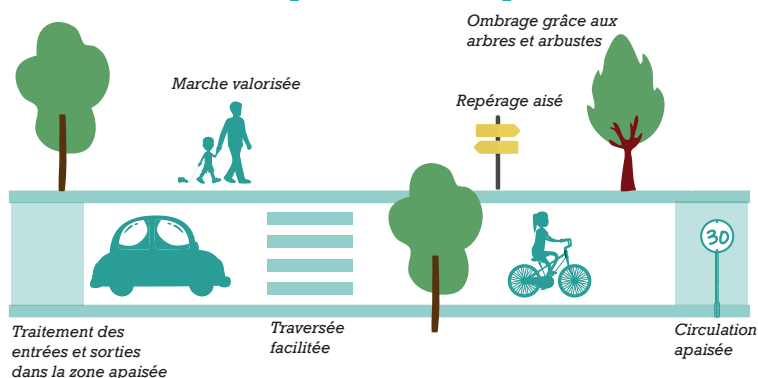 Ombrage grâce aux
arbres et arbustes
Marche valorisée
Repérage aisé
30
Traitement des
entrées et sorties
dans la zone apaisée
Traversée
facilitée
Circulation
apaisée